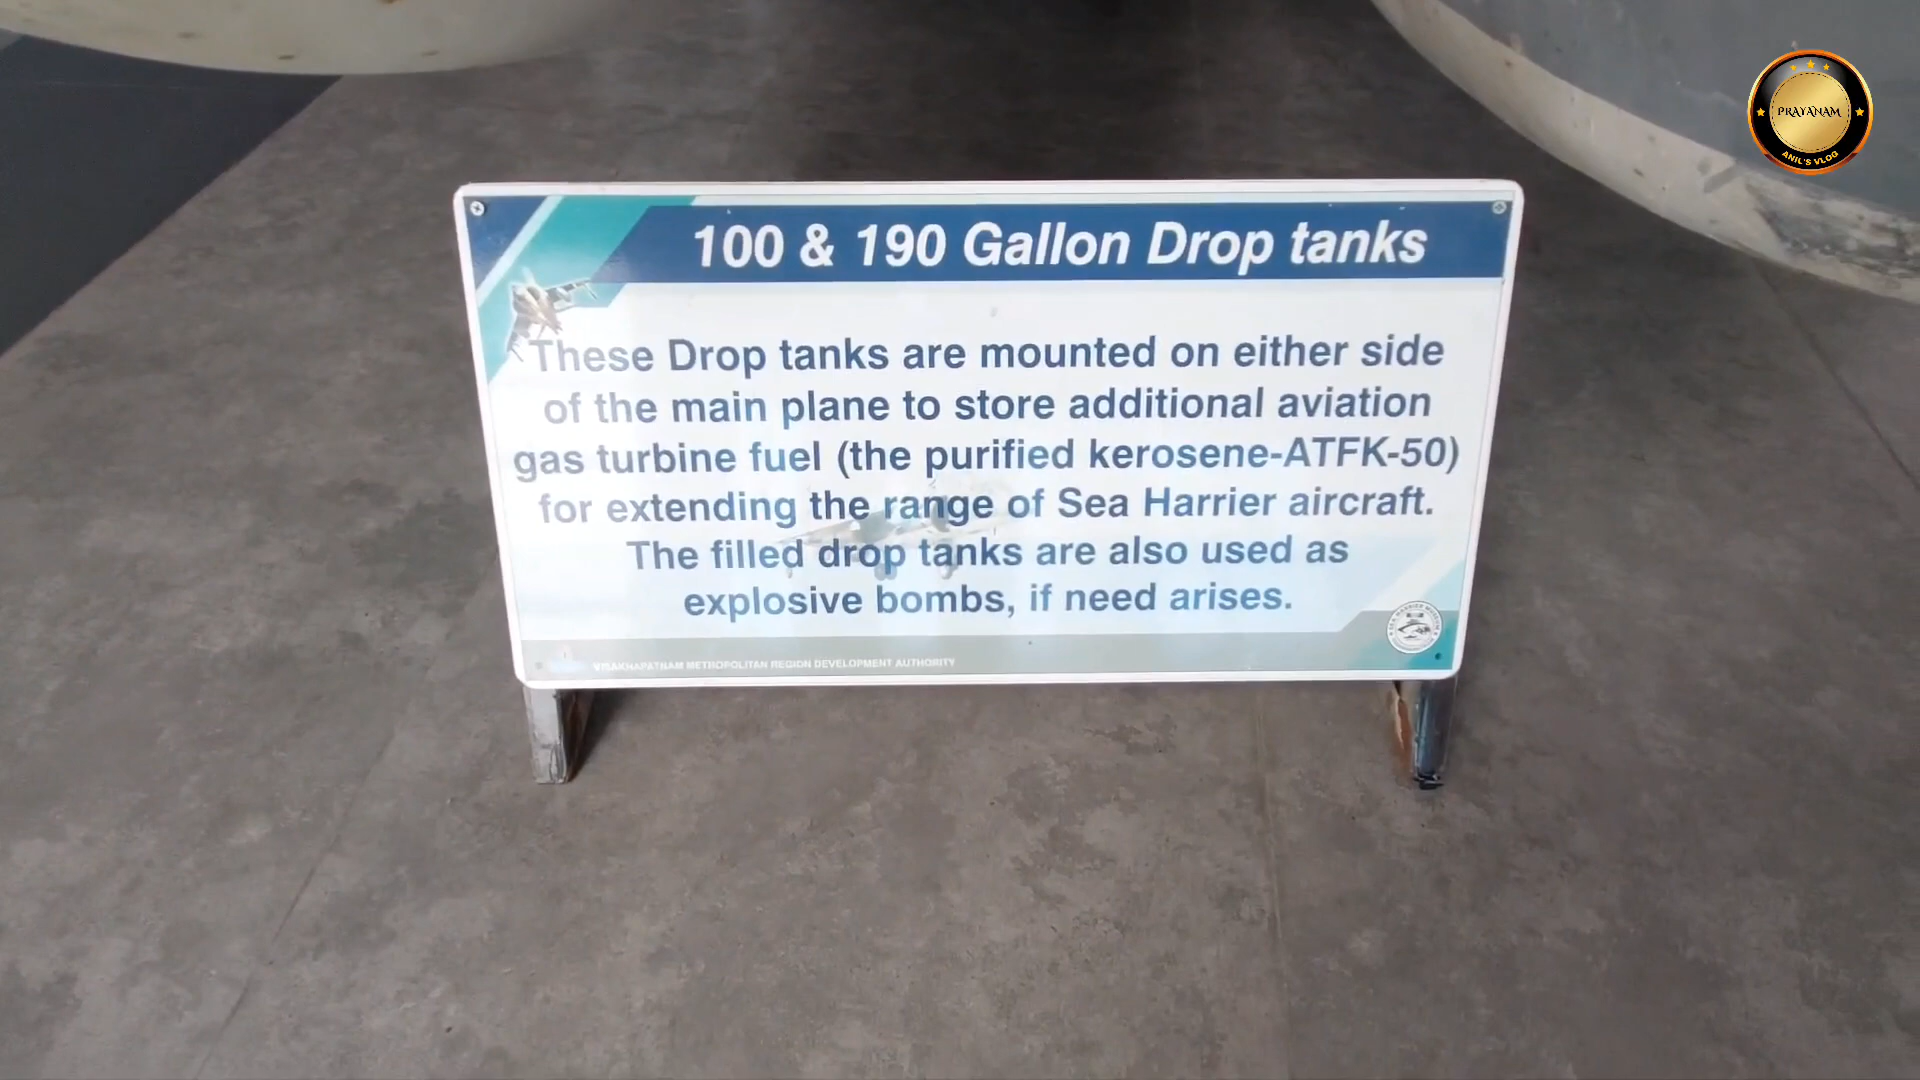 PRAYANAM
ANIL'S VLOG
100 & 190 Gallon Drop tanks
These Drop tanks are mounted on either side
of the main plane to store additional aviation
gas turbine fuel (the purified kerosene-ATFK-50)
for extending the range of Sea Harrier aircraft.
The filled drop tanks are also used as
explosive bombs, if need arises.
VISAKHAPATNAM METROPOLITAN REGION DEVELOPMENT AUTHORITY